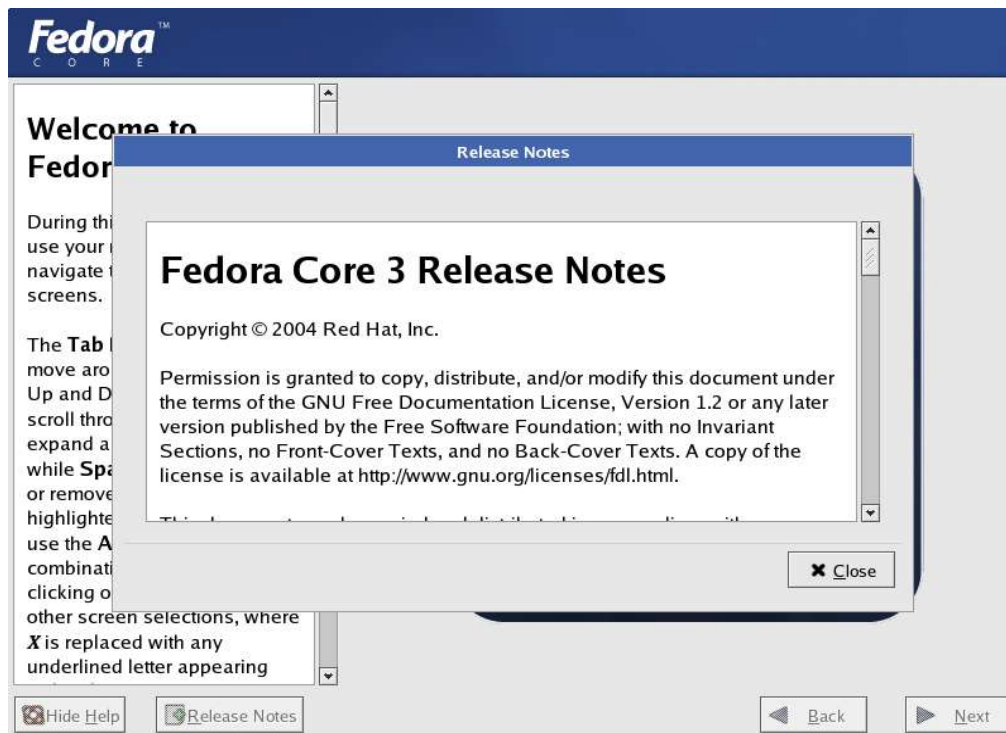 Fedora™
CORE
Welcome to
Fedor
During thi
use your
navigate
screens.
The Tab
move aro
Up and D
scroll thro
expand a
while Spa
or remove
highlighte
use the A
combinati
clicking o
other screen selections, where
X is replaced with any
underlined letter appearing
Release Notes
Fedora Core 3 Release Notes
Copyright © 2004 Red Hat, Inc.
Permission is granted to copy, distribute, and/or modify this document under
the terms of the GNU Free Documentation License, Version 1.2 or any later
version published by the Free Software Foundation; with no Invariant
Sections, no Front-Cover Texts, and no Back-Cover Texts. A copy of the
license is available at http://www.gnu.org/licenses/fdl.html.
Close
Hide Help
Release Notes
Back
Next